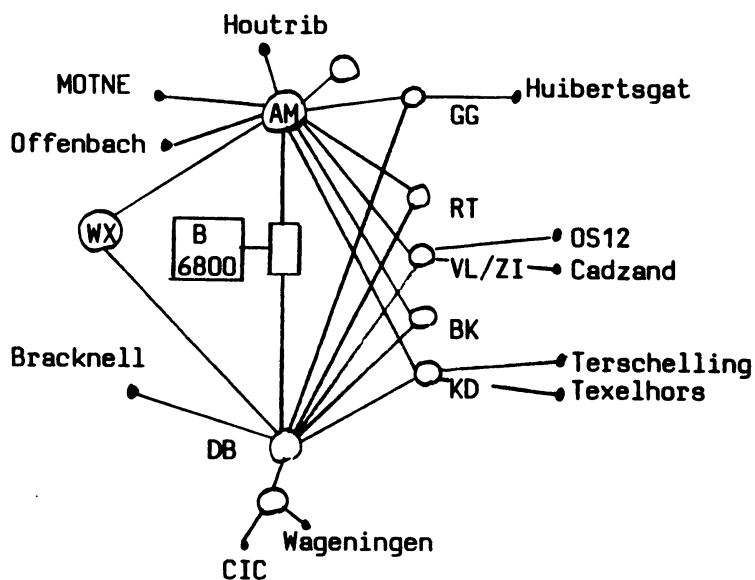 Houtrib
MOTNE
AM
Huibertsgat
GG
Offenbach
RT
WX
B
6800
OS12
VL/ZI
Cadzand
BK
Bracknell
Terschelling
KD
Texelhors
DB
Wageningen
CIC